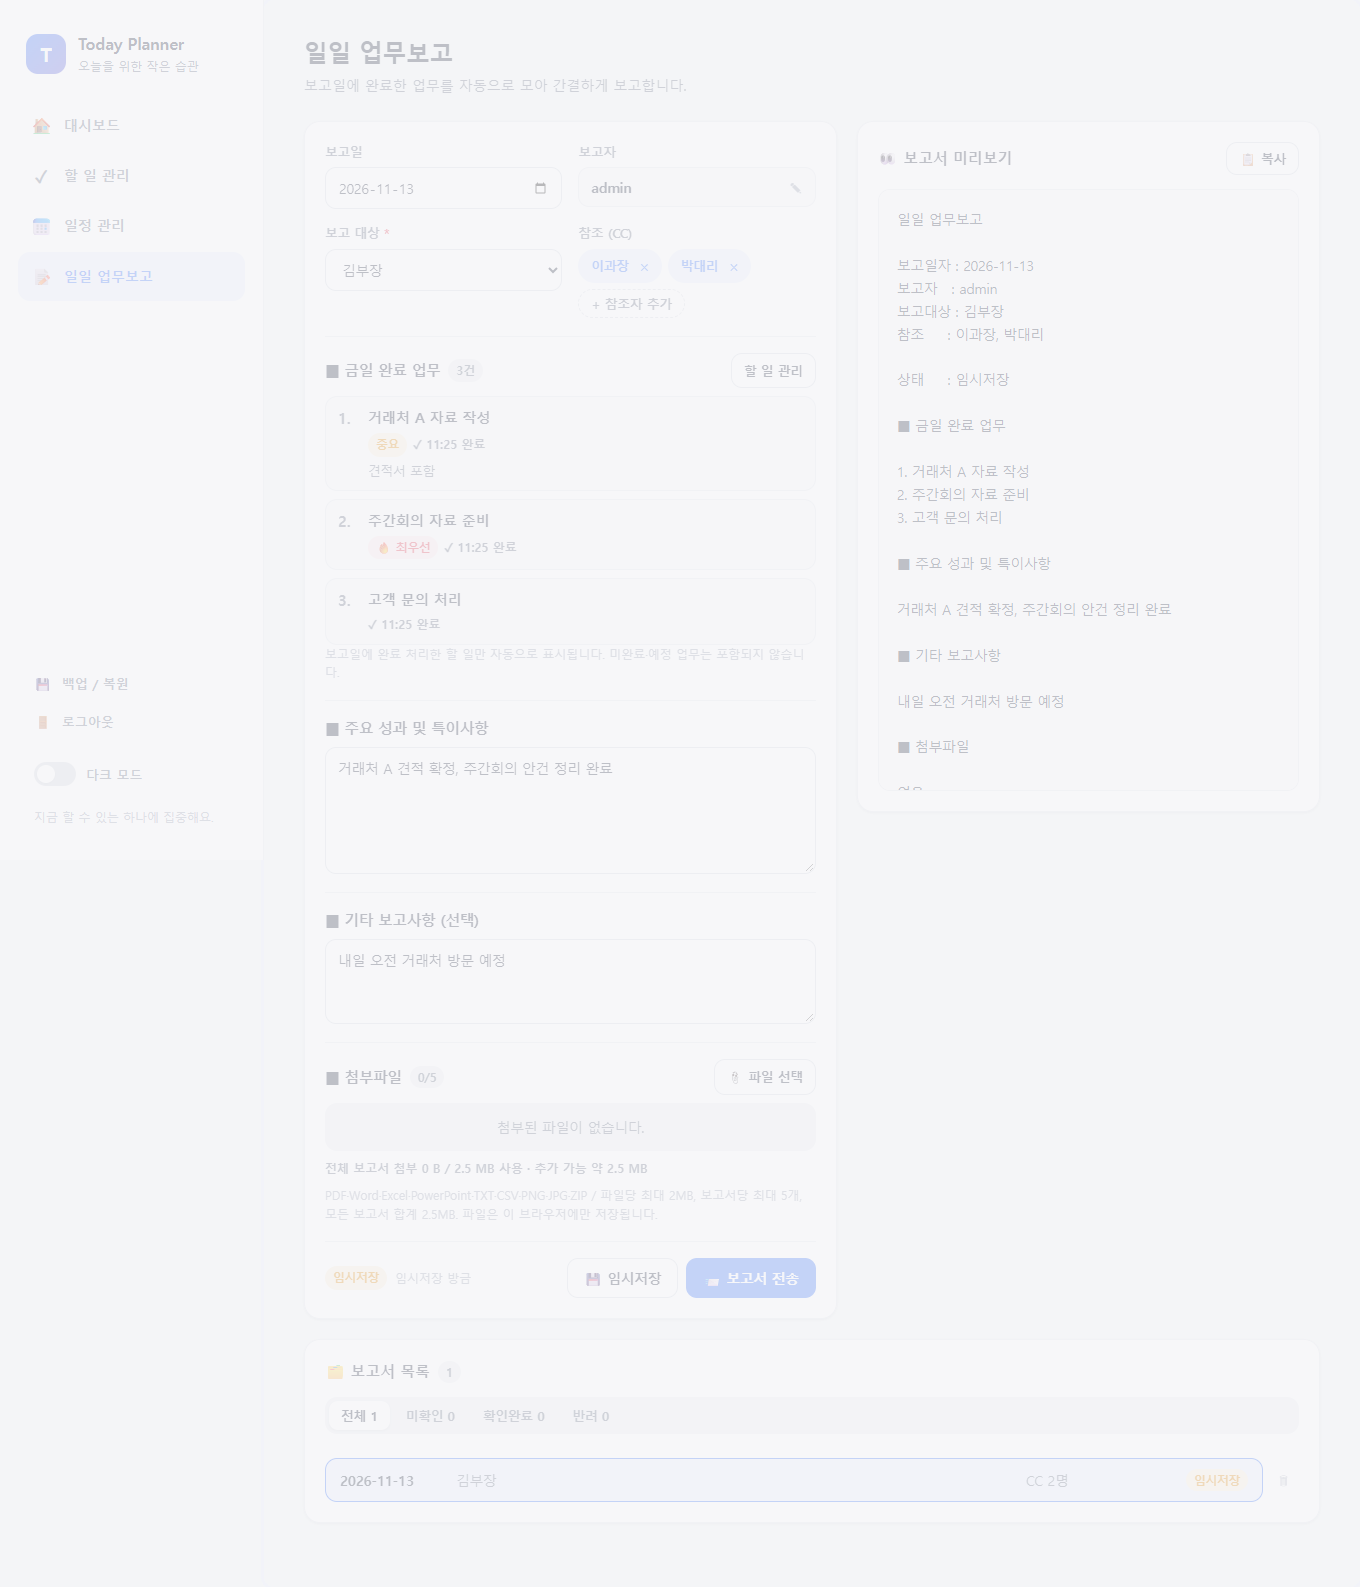 T
Today Planner
오늘을 위한 작은 습관
대시보드
할 일 관리
일정 관리
일일 업무보고
백업 / 복원
로그아웃
다크 모드
지금 할 수 있는 하나에 집중해요.
일일 업무보고
보고일에 완료한 업무를 자동으로 모아 간결하게 보고합니다.
보고일
보고자
2026-11-13
admin
보고 대상 *
참조 (CC)
김부장
이과장 ×
박대리 ×
+ 참조자 추가
■ 금일 완료 업무 3건
할 일 관리
1. 거래처 A 자료 작성
중요 ✓ 11:25 완료
견적서 포함
2. 주간회의 자료 준비
최우선 ✓ 11:25 완료
3. 고객 문의 처리
✓ 11:25 완료
보고일에 완료 처리한 할 일만 자동으로 표시됩니다. 미완료·예정 업무는 포함되지 않습니
다.
■ 주요 성과 및 특이사항
거래처 A 견적 확정, 주간회의 안건 정리 완료
■ 기타 보고사항 (선택)
내일 오전 거래처 방문 예정
■ 첨부파일 0/5
파일 선택
첨부된 파일이 없습니다.
전체 보고서 첨부 0 B / 2.5 MB 사용 · 추가 가능 약 2.5 MB
PDF·Word·Excel·PowerPoint·TXT·CSV·PNG·JPG·ZIP / 파일당 최대 2MB, 보고서당 최대 5개,
모든 보고서 합계 2.5MB. 파일은 이 브라우저에만 저장됩니다.
임시저장 임시저장 방금
임시저장
보고서 전송
보고서 미리보기
복사
일일 업무보고
보고일자 : 2026-11-13
보고자 : admin
보고대상 : 김부장
참조 : 이과장, 박대리
상태 : 임시저장
■ 금일 완료 업무
1. 거래처 A 자료 작성
2. 주간회의 자료 준비
3. 고객 문의 처리
■ 주요 성과 및 특이사항
거래처 A 견적 확정, 주간회의 안건 정리 완료
■ 기타 보고사항
내일 오전 거래처 방문 예정
■ 첨부파일
보고서 목록 1
전체 1
미확인 0
확인완료 0
반려 0
2026-11-13 김부장 CC 2명 임시저장